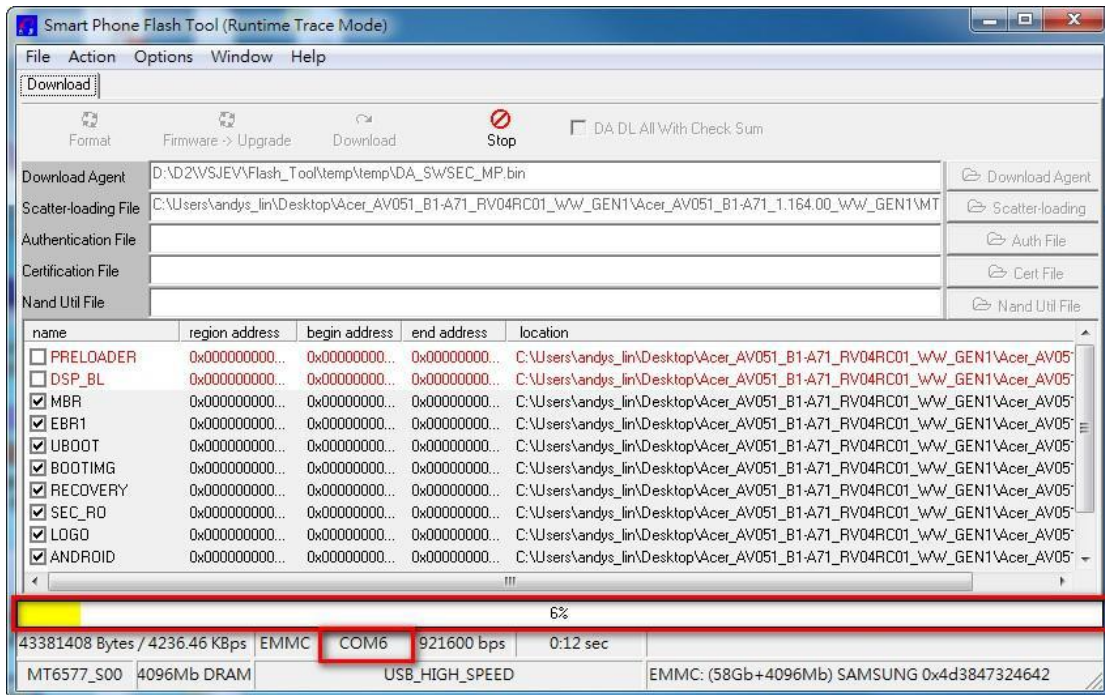 Smart Phone Flash Tool (Runtime Trace Mode)
File Action Options Window Help
Download
Format Firmware -> Upgrade Download Stop DA DL All With Check Sum
Download Agent D:\D2\VSJEV\Flash_Tool\temp\temp\DA_SWSEC_MP.bin Download Agent
Scatter-loading File C:\Users\andys_lin\Desktop\Acer_AV051_B1-A71_RV04RC01_WW_GEN1\Acer_AV051_B1-A71_1.164.00_WW_GEN1\MT Scatter-loading
Authentication File Auth File
Certification File Cert File
Nand Util File Nand Util File
name region address begin address end address location
PRELOADER 0x000000000... 0x00000000... 0x00000000... C:\Users\andys_lin\Desktop\Acer_AV051_B1-A71_RV04RC01_WW_GEN1\Acer_AV05
DSP_BL 0x000000000... 0x00000000... 0x00000000... C:\Users\andys_lin\Desktop\Acer_AV051_B1-A71_RV04RC01_WW_GEN1\Acer_AV05
MBR 0x000000000... 0x00000000... 0x00000000... C:\Users\andys_lin\Desktop\Acer_AV051_B1-A71_RV04RC01_WW_GEN1\Acer_AV05
EBR1 0x000000000... 0x00000000... 0x00000000... C:\Users\andys_lin\Desktop\Acer_AV051_B1-A71_RV04RC01_WW_GEN1\Acer_AV05
UBOOT 0x000000000... 0x00000000... 0x00000000... C:\Users\andys_lin\Desktop\Acer_AV051_B1-A71_RV04RC01_WW_GEN1\Acer_AV05
BOOTIMG 0x000000000... 0x00000000... 0x00000000... C:\Users\andys_lin\Desktop\Acer_AV051_B1-A71_RV04RC01_WW_GEN1\Acer_AV05
RECOVERY 0x000000000... 0x00000000... 0x00000000... C:\Users\andys_lin\Desktop\Acer_AV051_B1-A71_RV04RC01_WW_GEN1\Acer_AV05
SEC_RO 0x000000000... 0x00000000... 0x00000000... C:\Users\andys_lin\Desktop\Acer_AV051_B1-A71_RV04RC01_WW_GEN1\Acer_AV05
LOGO 0x000000000... 0x00000000... 0x00000000... C:\Users\andys_lin\Desktop\Acer_AV051_B1-A71_RV04RC01_WW_GEN1\Acer_AV05
ANDROID 0x000000000... 0x00000000... 0x00000000... C:\Users\andys_lin\Desktop\Acer_AV051_B1-A71_RV04RC01_WW_GEN1\Acer_AV05
6%
43381408 Bytes / 4236.46 KBps EMMC COM6 921600 bps 0:12 sec
MT6577_S00 4096Mb DRAM USB_HIGH_SPEED EMMC: (58Gb+4096Mb) SAMSUNG 0x4d3847324642